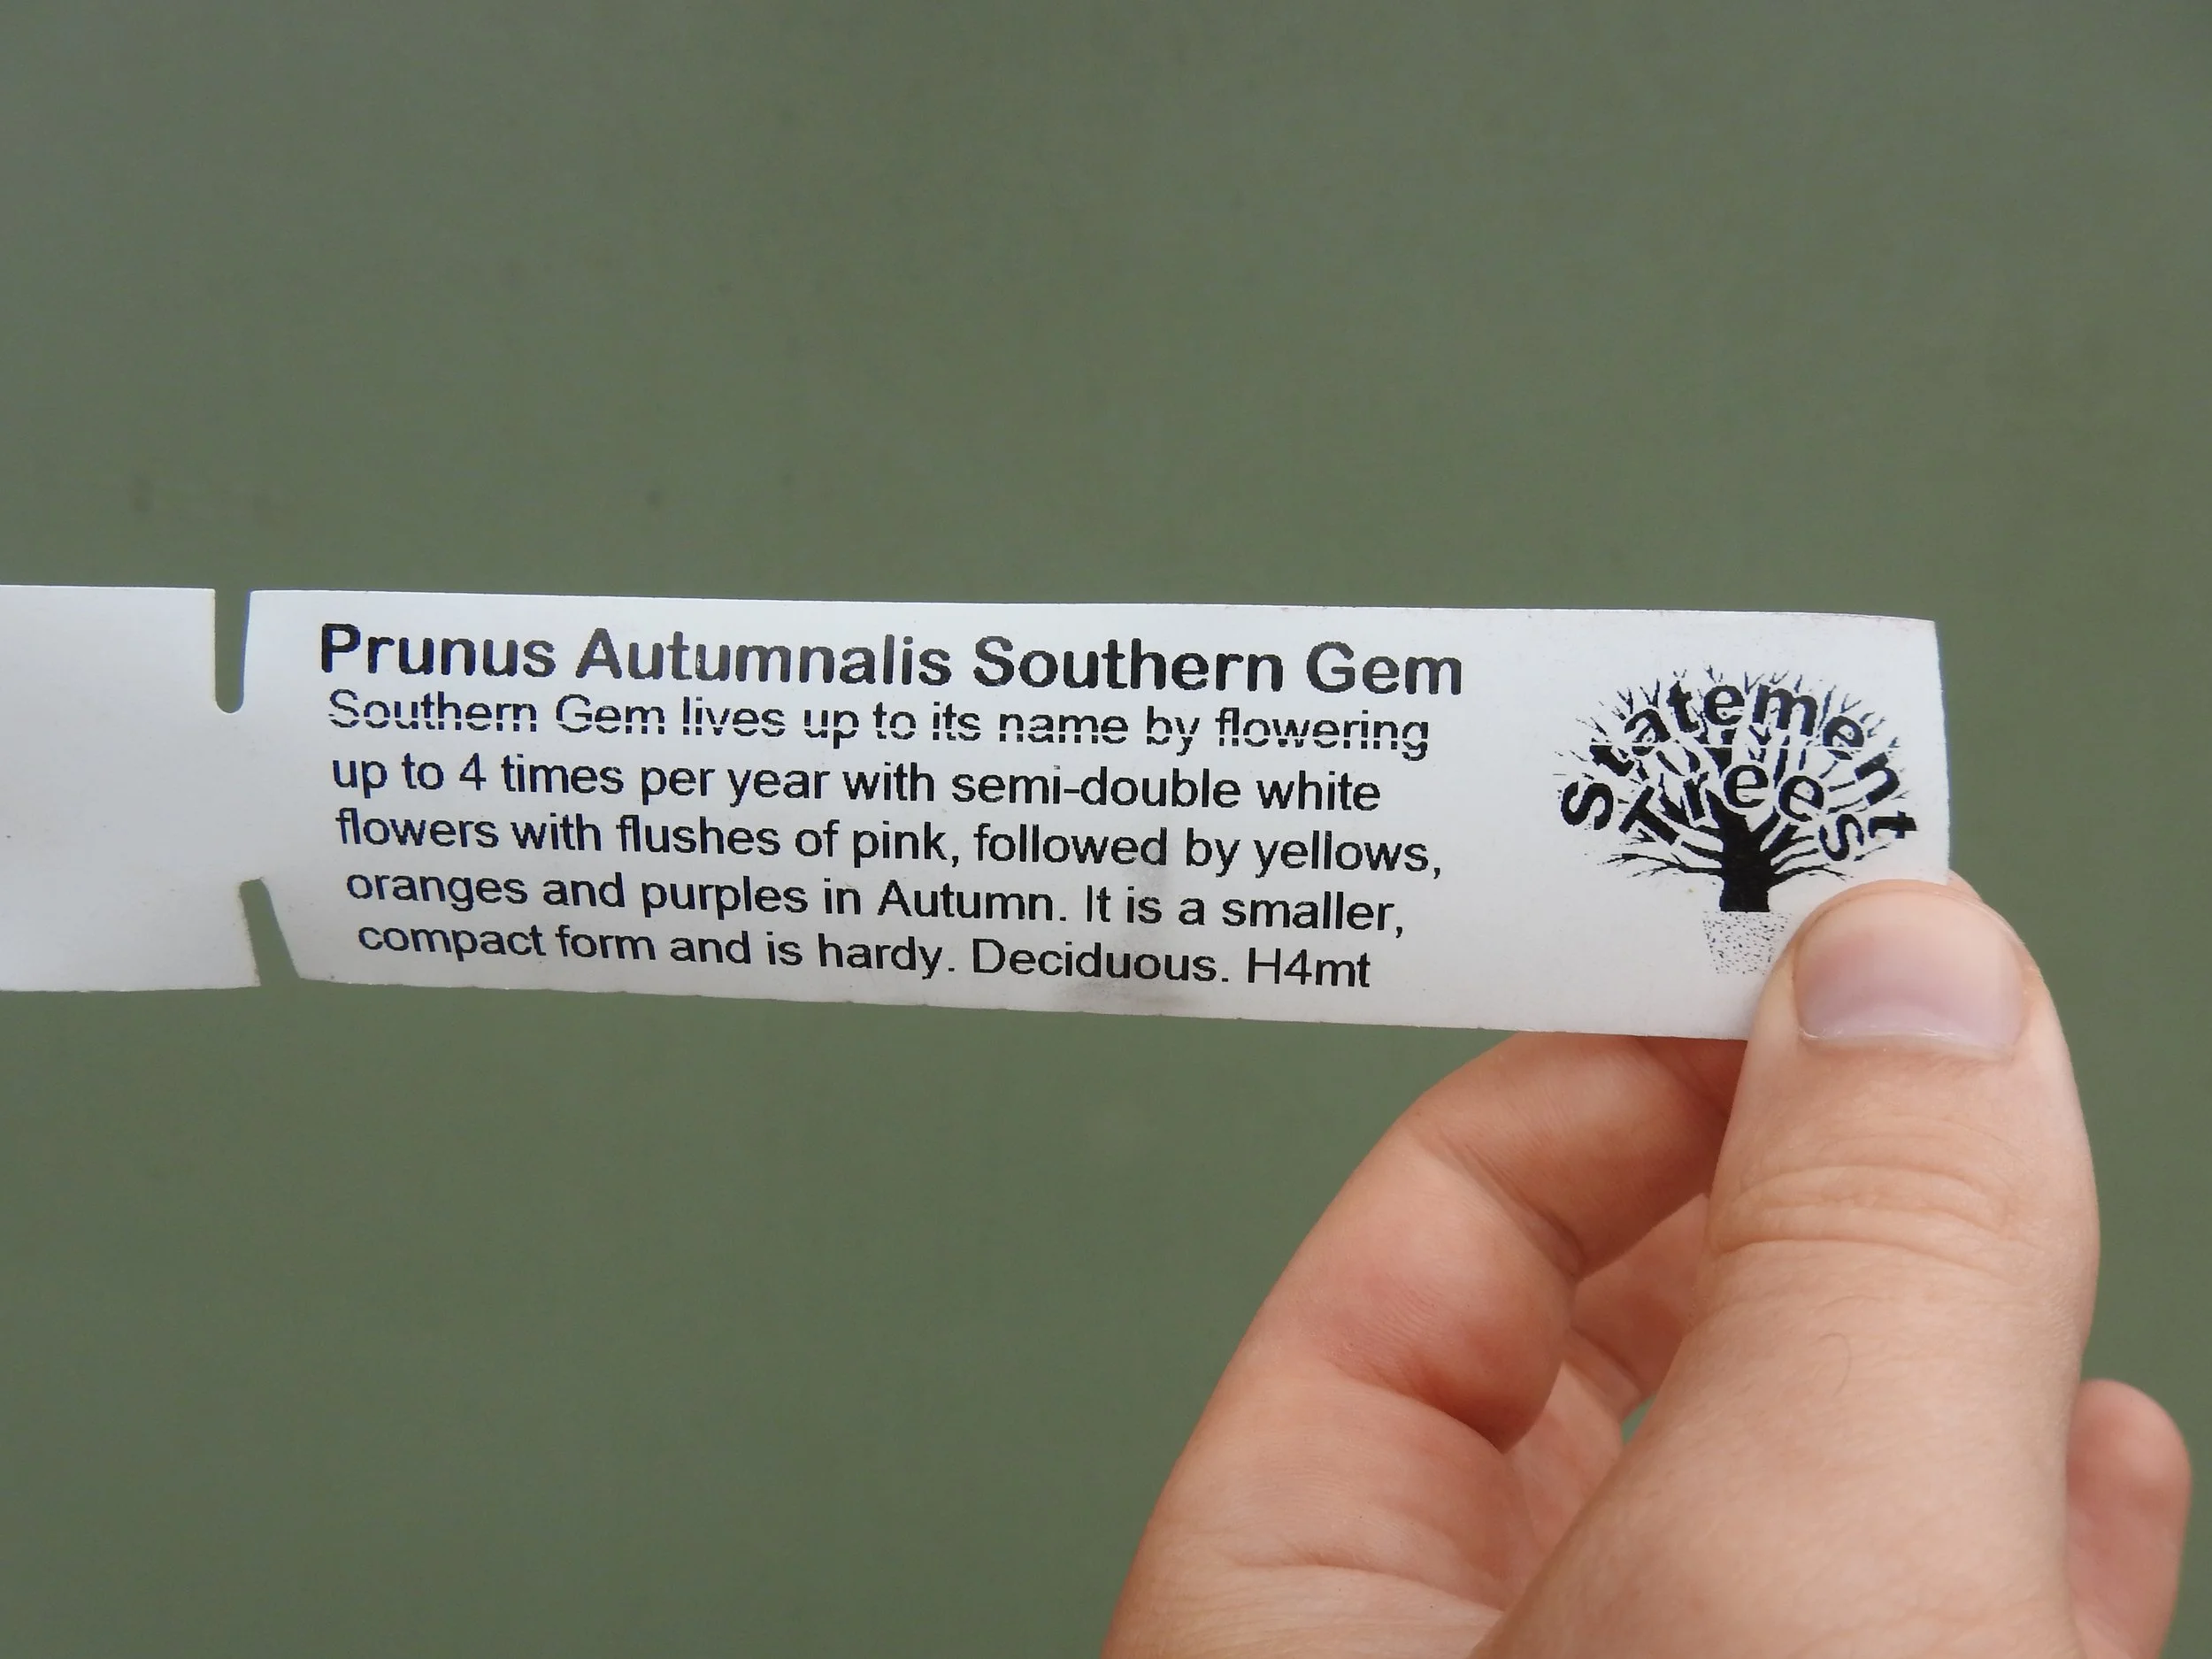 Prunus Autumnalis Southern Gem
Southern Gem lives up to its name by flowering
up to 4 times per year with semi-double white
flowers with flushes of pink, followed by yellows,
oranges and purples in Autumn. It is a smaller,
compact form and is hardy. Deciduous. H4mt
Statement
Trees